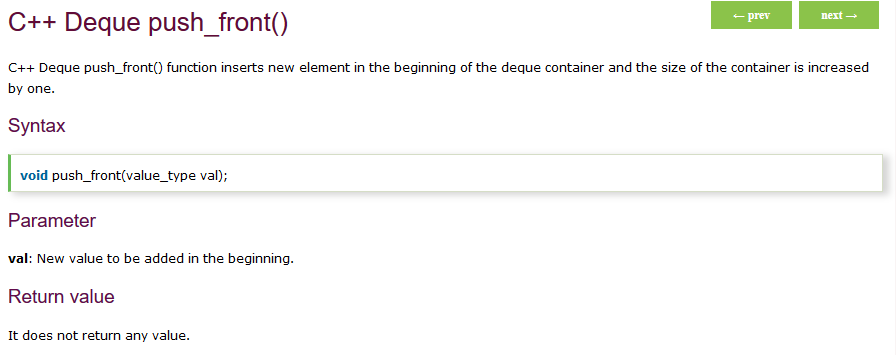 C++ Deque push_front()
← prev
next →
C++ Deque push_front() function inserts new element in the beginning of the deque container and the size of the container is increased
by one.
Syntax
void push_front(value_type val);
Parameter
val: New value to be added in the beginning.
Return value
It does not return any value.